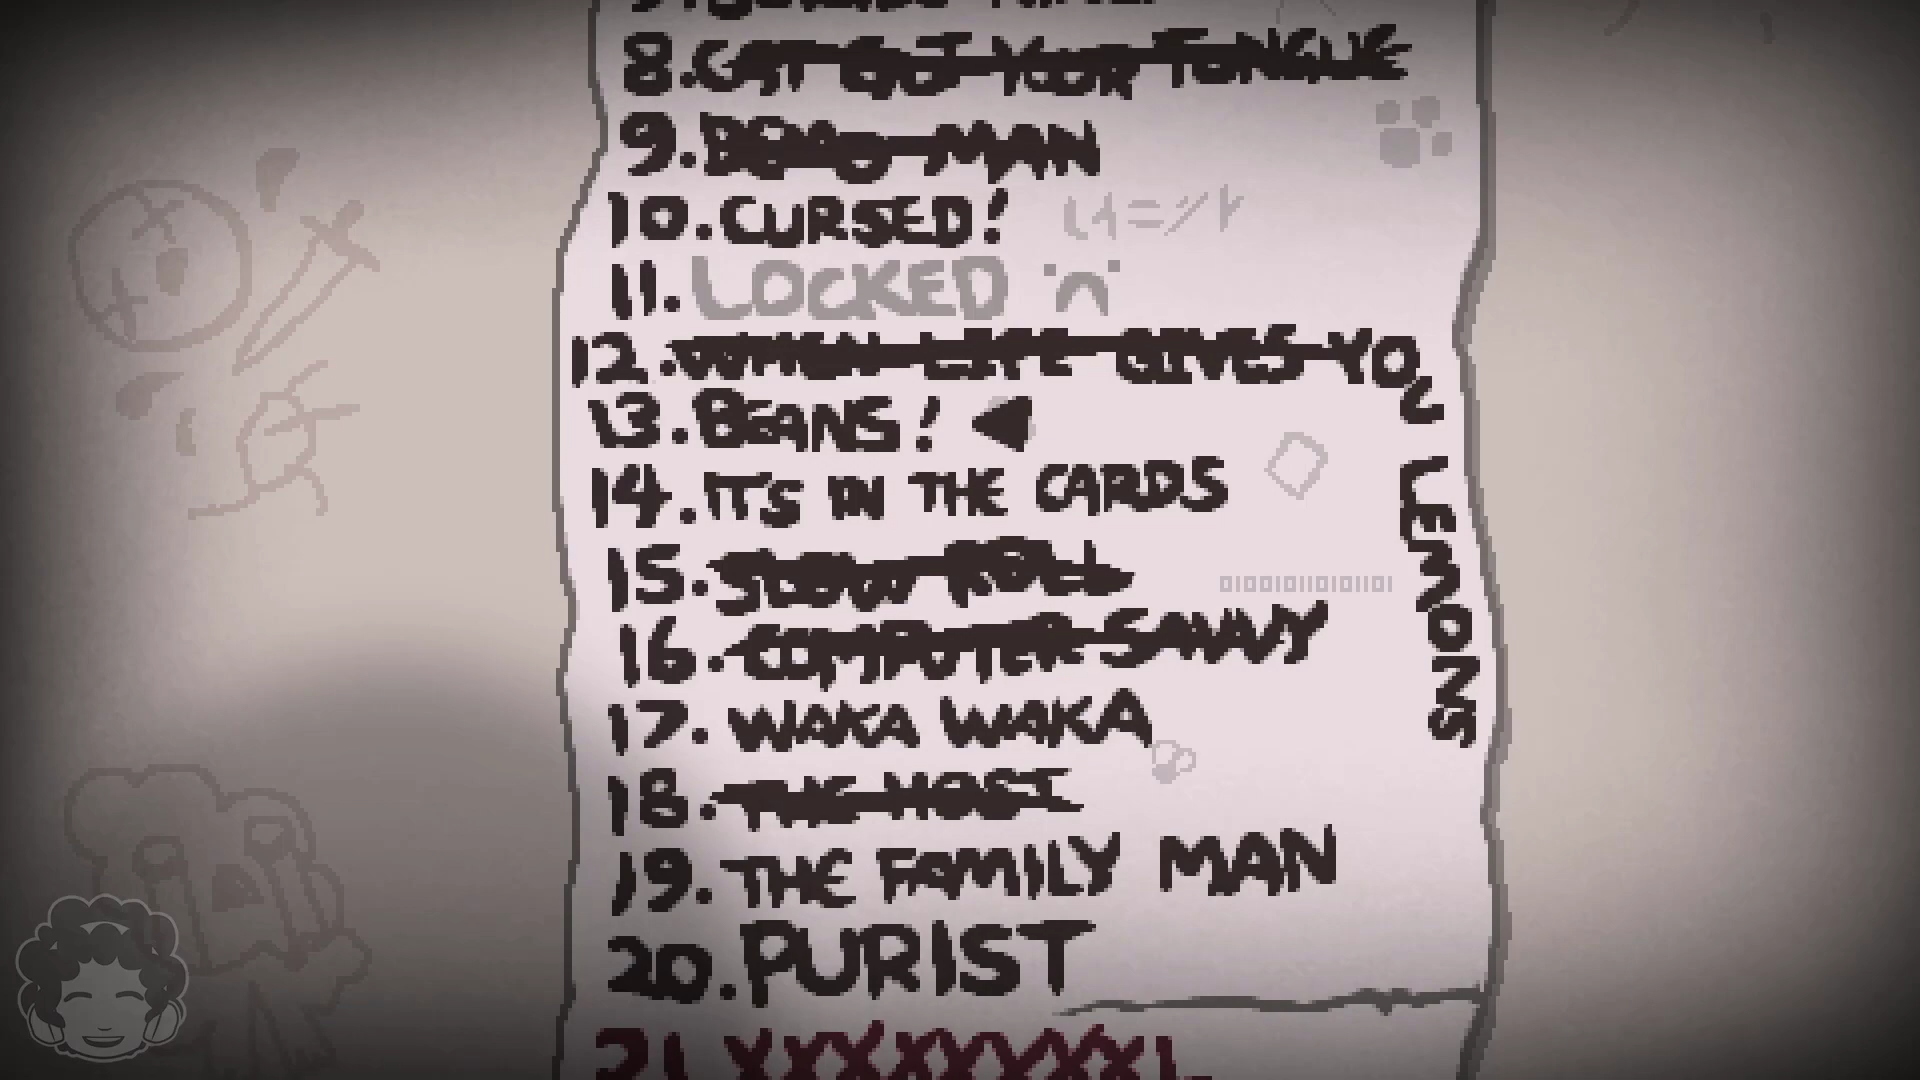 8. CAT GOT YOUR TONGUE
9. DEMO MAN
10. CURSED!
11. LOCKED
12. WHEN LIFE GIVES YOU LEMONS
13. BEANS!
14. IT'S IN THE CARDS
15. SLOW ROLL
010010110101101
16. COMPUTER SAVVY
17. WAKA WAKA
18. THE HOST
19. THE FAMILY MAN
20. PURIST
21 XXXXXXXXL